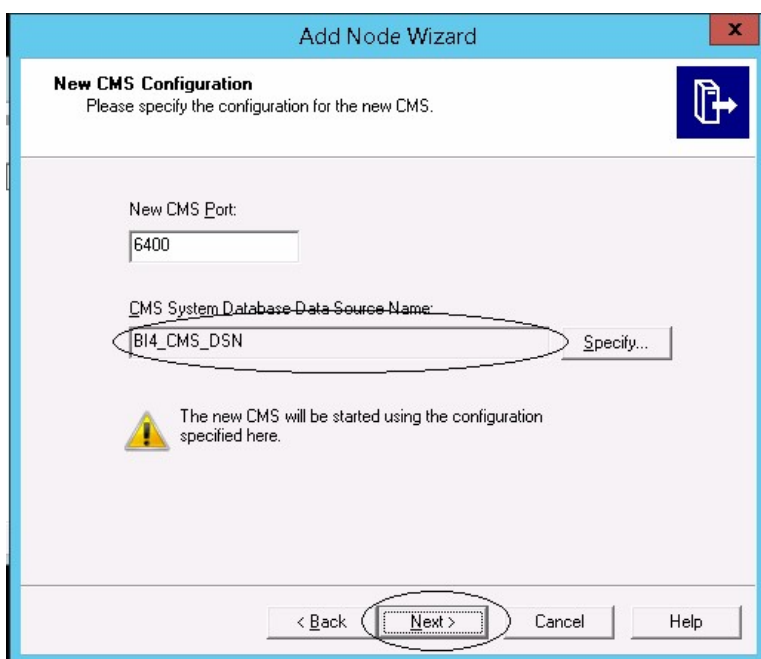 Add Node Wizard
x
New CMS Configuration
Please specify the configuration for the new CMS.
New CMS Port:
6400
CMS System Database Data Source Name:
BI4_CMS_DSN
Specify...
The new CMS will be started using the configuration
specified here.
< Back
Next >
Cancel
Help